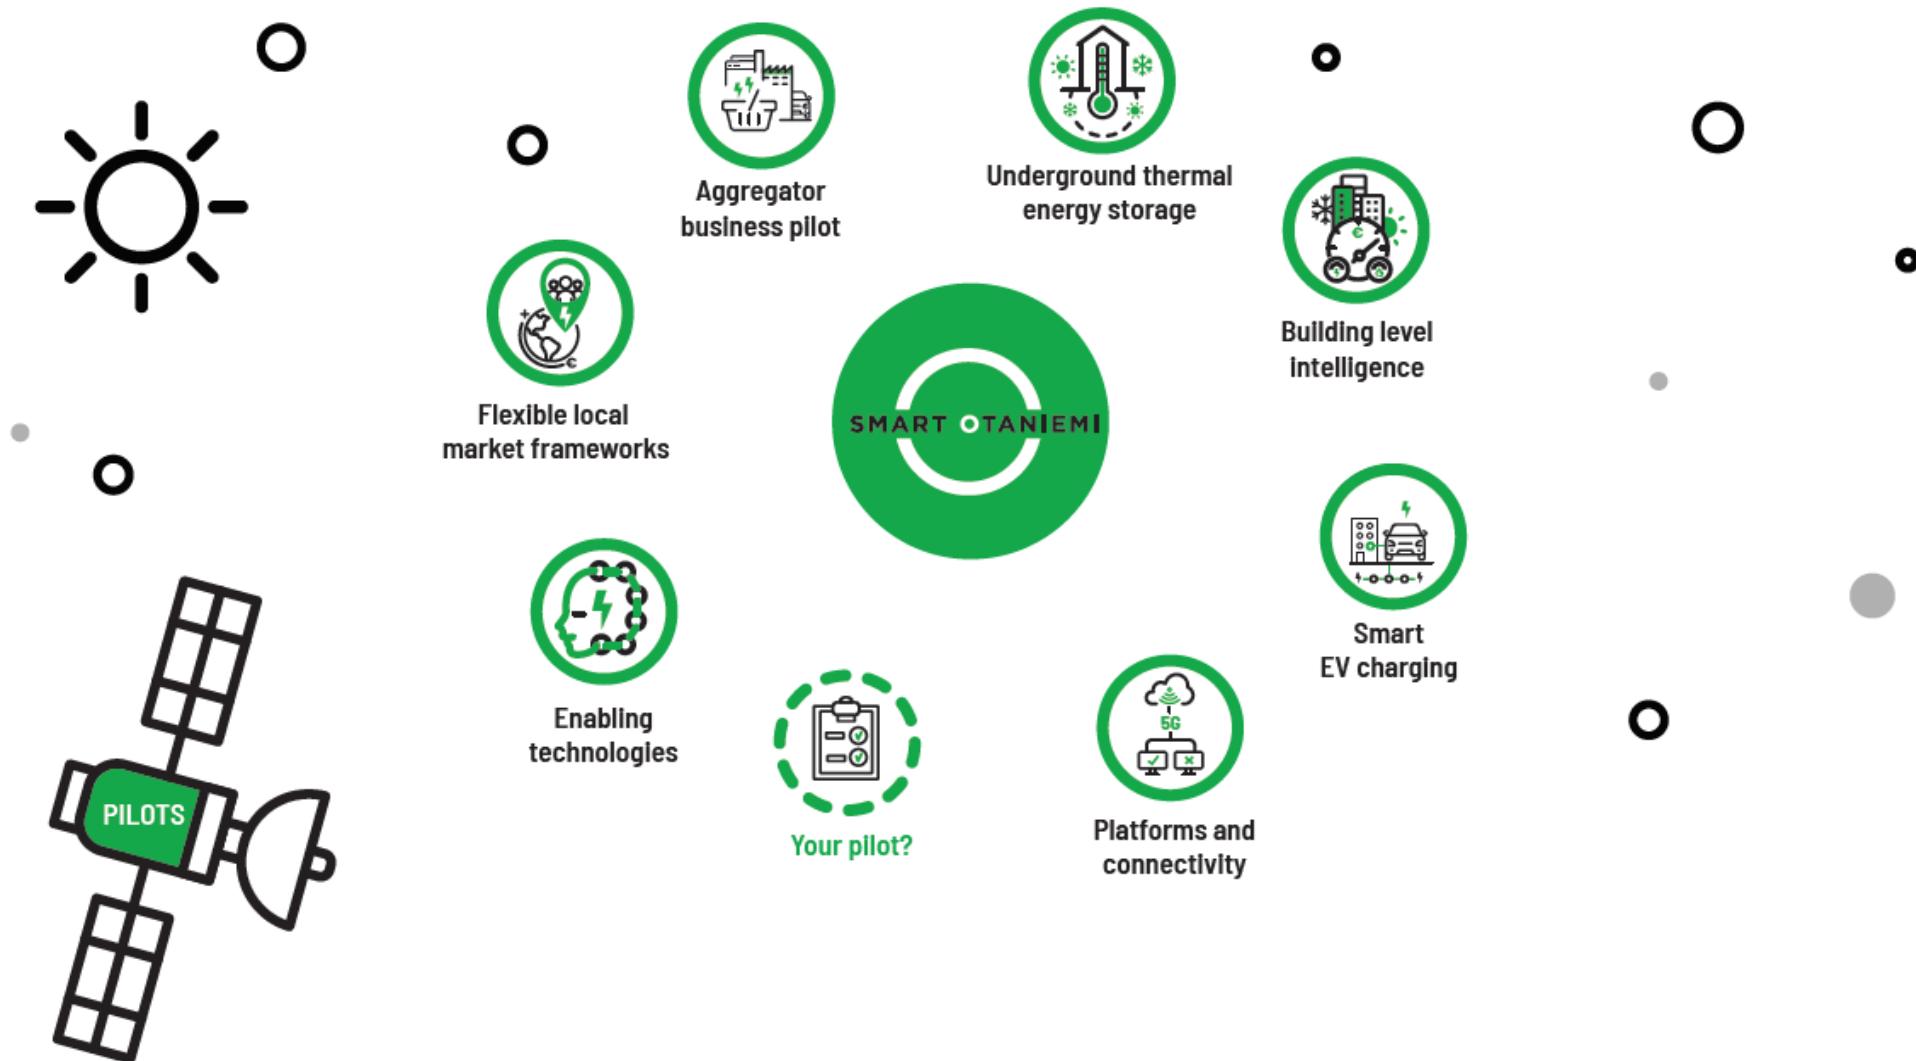 Aggregator
business pilot
Underground thermal
energy storage
Building level
intelligence
Flexible local
market frameworks
SMART OTANIEMI
Smart
EV charging
Enabling
technologies
5G
Platforms and
connectivity
Your pilot?
PILOTS